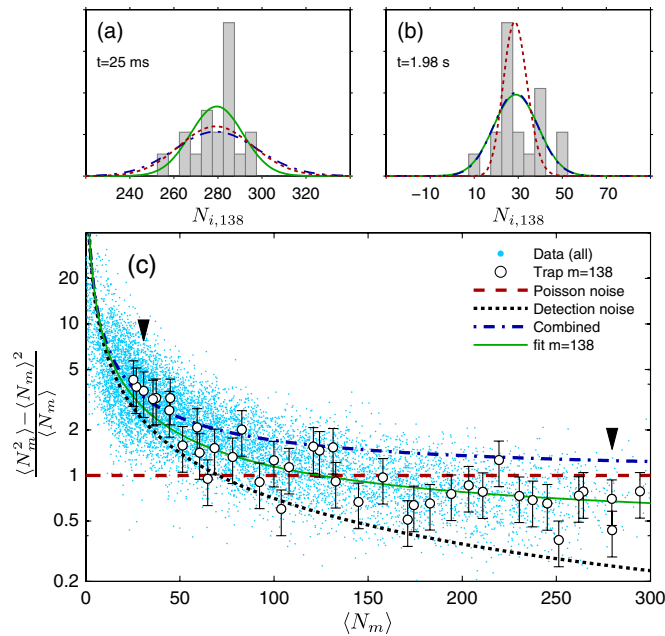 (a)
t=25 ms
240 260 280 300 320
N_{i,138}
(b)
t=1.98 s
−10 10 30 50 70
N_{i,138}
(c)
Data (all)
Trap m=138
Poisson noise
Detection noise
Combined
fit m=138
20
10
5
2
1
0.5
0.2
⟨N_m^2⟩−⟨N_m⟩^2
⟨N_m⟩
0 50 100 150 200 250 300
⟨N_m⟩